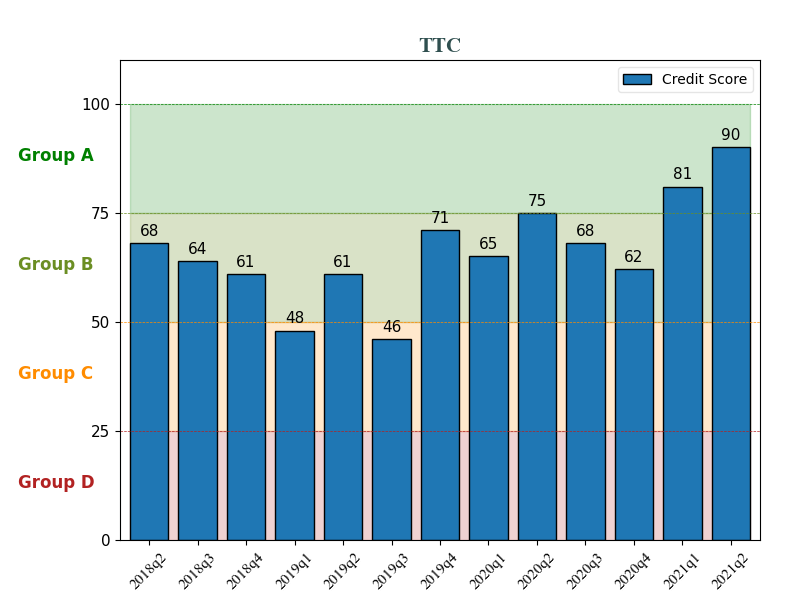 TTC
Credit Score
100
75
50
25
0
Group A
Group B
Group C
Group D
68
64
61
48
61
46
71
65
75
68
62
81
90
2018q2
2018q3
2018q4
2019q1
2019q2
2019q3
2019q4
2020q1
2020q2
2020q3
2020q4
2021q1
2021q2